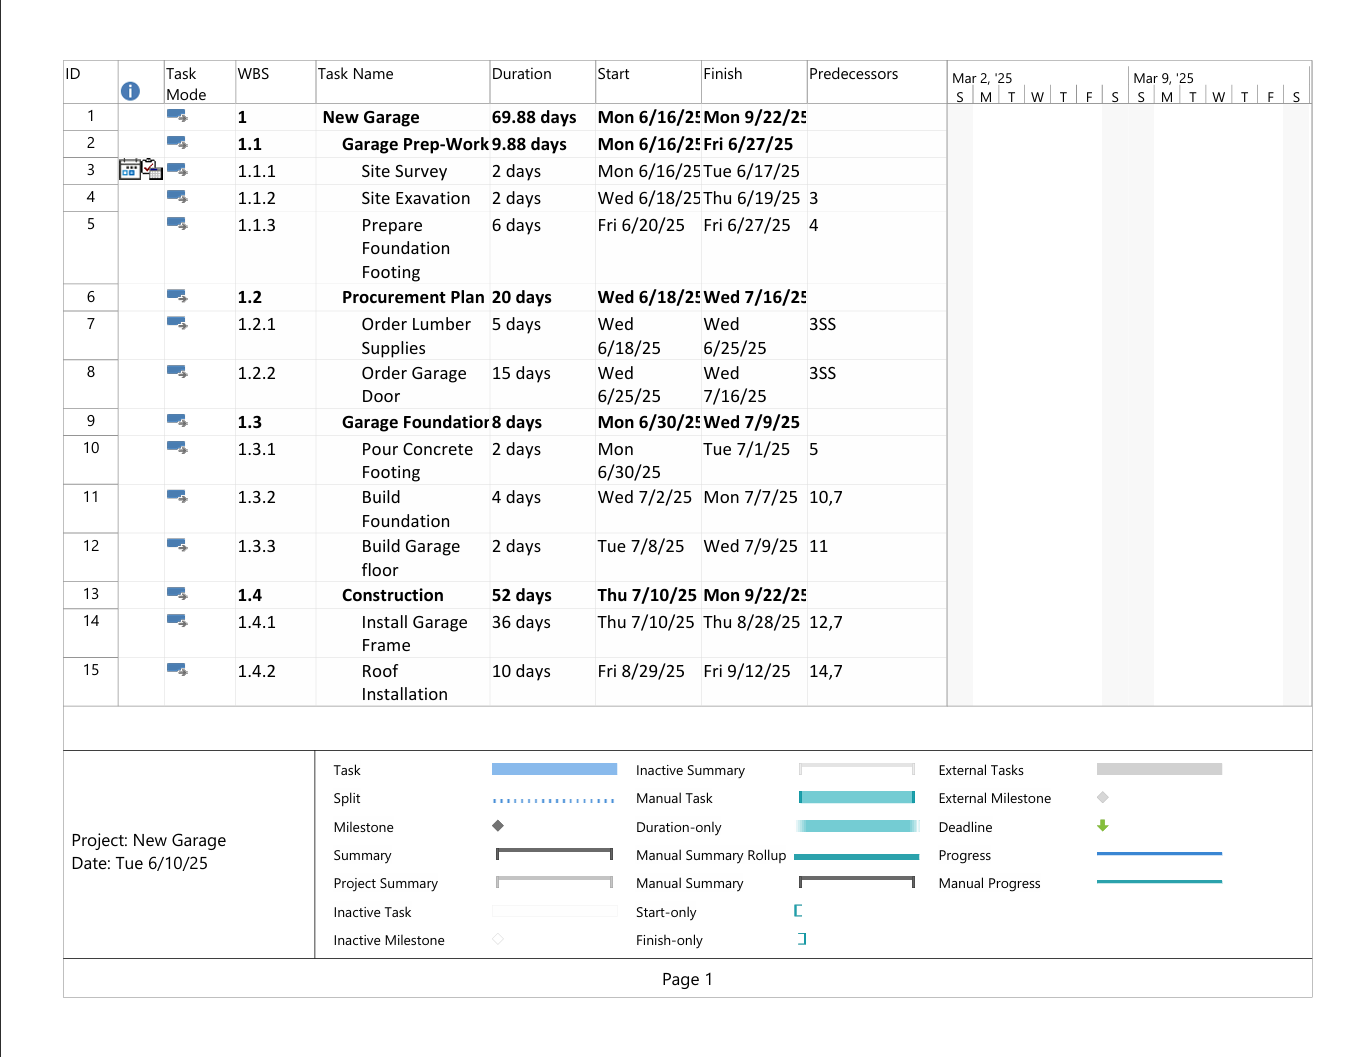 ID Task Mode WBS Task Name Duration Start Finish Predecessors
Mar 2, '25 Mar 9, '25
S M T W T F S S M T W T F S
1 1 New Garage 69.88 days Mon 6/16/25 Mon 9/22/25
2 1.1 Garage Prep-Work 9.88 days Mon 6/16/25 Fri 6/27/25
3 1.1.1 Site Survey 2 days Mon 6/16/25 Tue 6/17/25
4 1.1.2 Site Exavation 2 days Wed 6/18/25 Thu 6/19/25 3
5 1.1.3 Prepare Foundation Footing 6 days Fri 6/20/25 Fri 6/27/25 4
6 1.2 Procurement Plan 20 days Wed 6/18/25 Wed 7/16/25
7 1.2.1 Order Lumber Supplies 5 days Wed 6/18/25 Wed 6/25/25 3SS
8 1.2.2 Order Garage Door 15 days Wed 6/25/25 Wed 7/16/25 3SS
9 1.3 Garage Foundation 8 days Mon 6/30/25 Wed 7/9/25
10 1.3.1 Pour Concrete Footing 2 days Mon 6/30/25 Tue 7/1/25 5
11 1.3.2 Build Foundation 4 days Wed 7/2/25 Mon 7/7/25 10,7
12 1.3.3 Build Garage floor 2 days Tue 7/8/25 Wed 7/9/25 11
13 1.4 Construction 52 days Thu 7/10/25 Mon 9/22/25
14 1.4.1 Install Garage Frame 36 days Thu 7/10/25 Thu 8/28/25 12,7
15 1.4.2 Roof Installation 10 days Fri 8/29/25 Fri 9/12/25 14,7
Project: New Garage
Date: Tue 6/10/25
Task Inactive Summary External Tasks
Split Manual Task External Milestone
Milestone Duration-only Deadline
Summary Manual Summary Rollup Progress
Project Summary Manual Summary Manual Progress
Inactive Task Start-only
Inactive Milestone Finish-only
Page 1